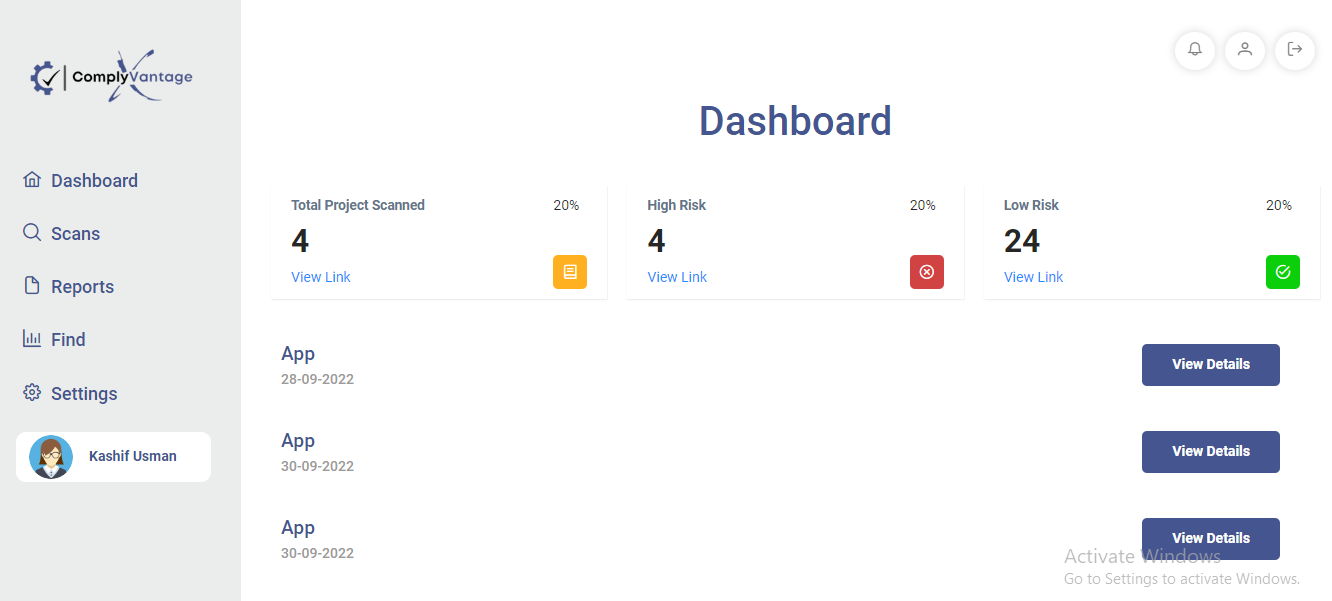 ComplyVantage
Dashboard
Scans
Reports
Find
Settings
Kashif Usman
Dashboard
Total Project Scanned 20%
4
View Link
High Risk 20%
4
View Link
Low Risk 20%
24
View Link
App
28-09-2022
View Details
App
30-09-2022
View Details
App
30-09-2022
View Details
Activate Windows
Go to Settings to activate Windows.